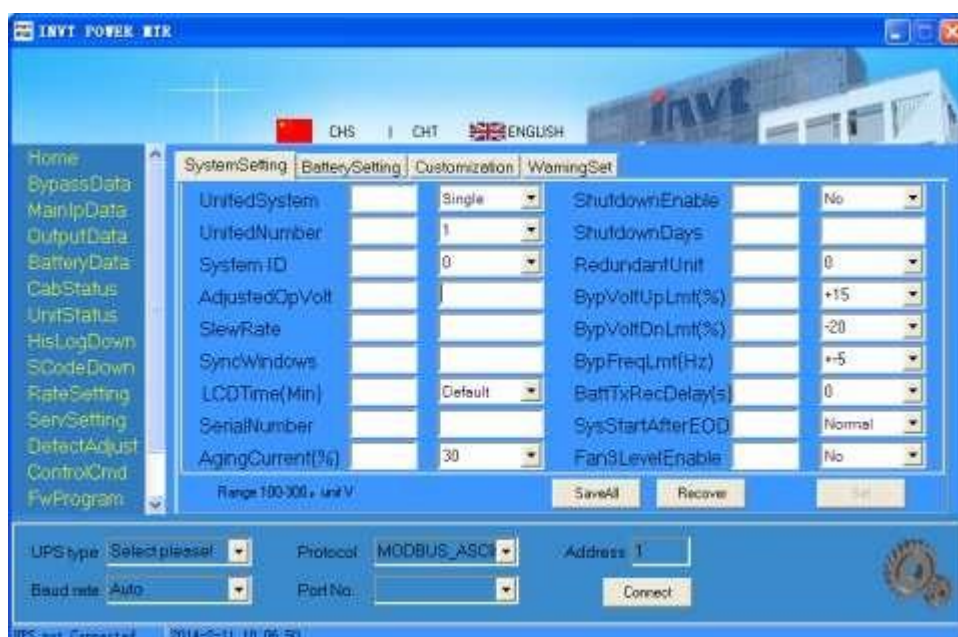 INVT POWER MTR
invt
CHS | CHT ENGLISH
Home
BypassData
MainIpData
OutputData
BatteryData
CabStatus
UnitStatus
HisLogDown
SCodeDown
RateSetting
ServSetting
DetectAdjust
ControlCmd
FwProgram
SystemSetting BatterySetting Customization WarningSet
UnitedSystem Single ShutdownEnable No
UnitedNumber 1 ShutdownDays
System ID 0 RedundantUnit 0
AdjustedOpVolt BypVoltUpLmt(%) +15
SlewRate BypVoltDnLmt(%) -20
SyncWindows BypFreqLmt(Hz) +-5
LCDTime(Min) Default BattTxRecDelay(s) 0
SerialNumber SysStartAfterEOD Normal
AgingCurrent(%) 30 Fan3LevelEnable No
Range 100-300, unit V SaveAll Recover Set
UPS type Select please! Protocol MODBUS_ASCI Address 1
Baud rate Auto Port No. Connect
UPS not Connected